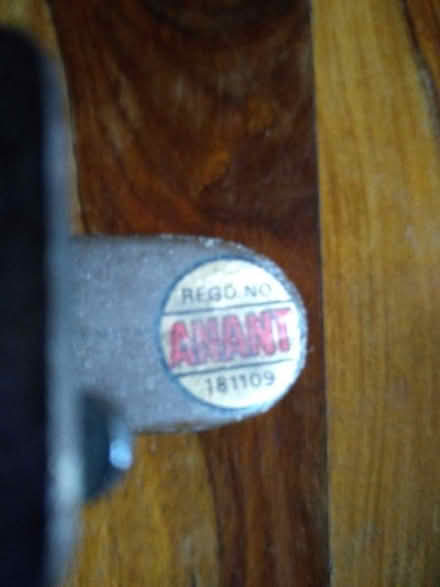 REGD. NO
ANANT
181109